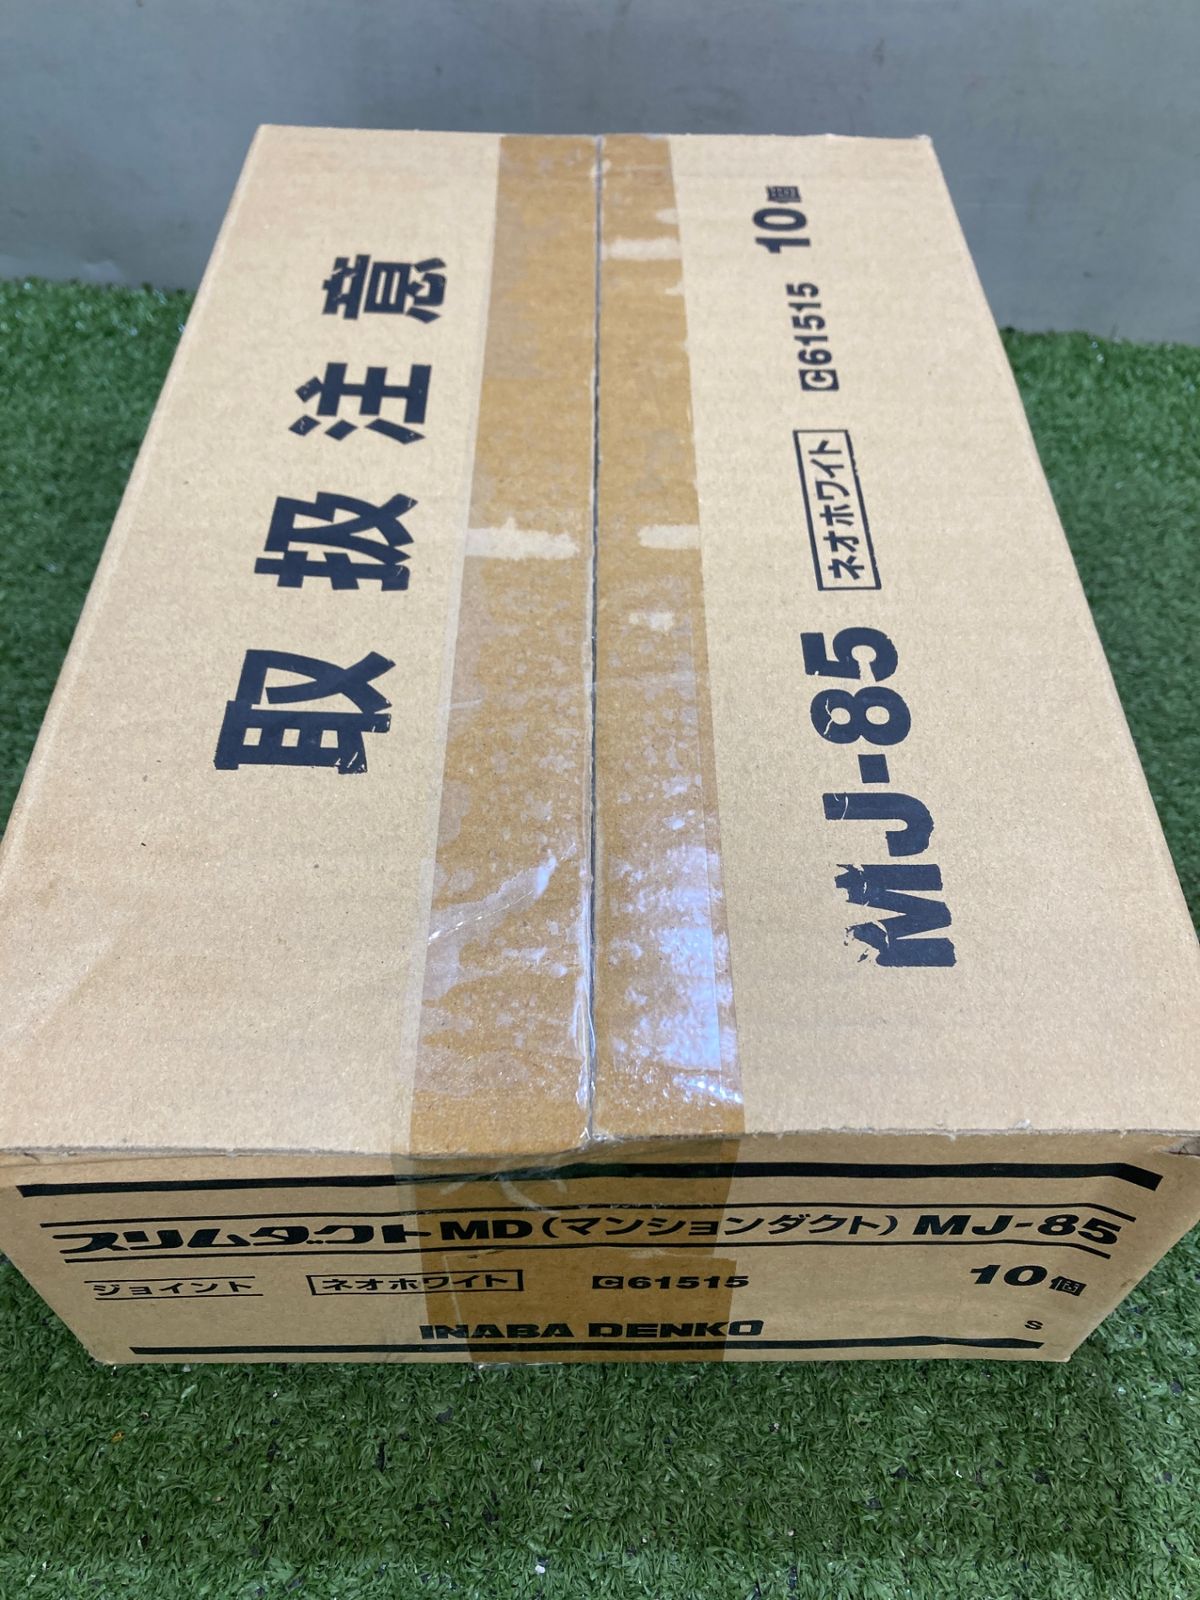 取扱注意
MJ-85 ネオホワイト C61515 10個
スリムダクトMD(マンションダクト) MJ-85
ジョイント ネオホワイト C61515 10個
INABA DENKO S